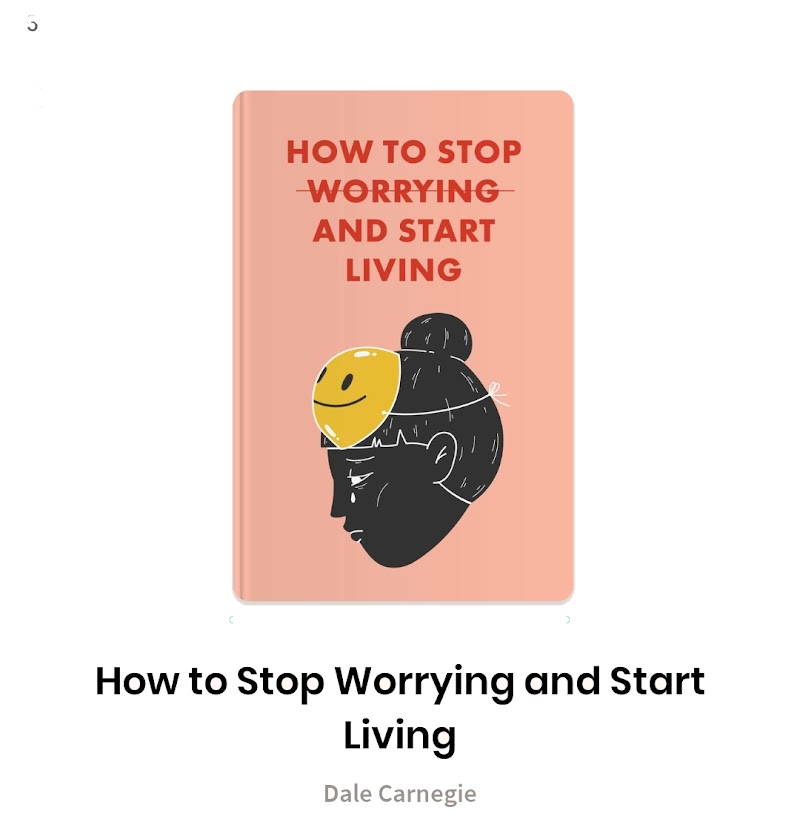 HOW TO STOP
WORRYING
AND START
LIVING
How to Stop Worrying and Start
Living
Dale Carnegie